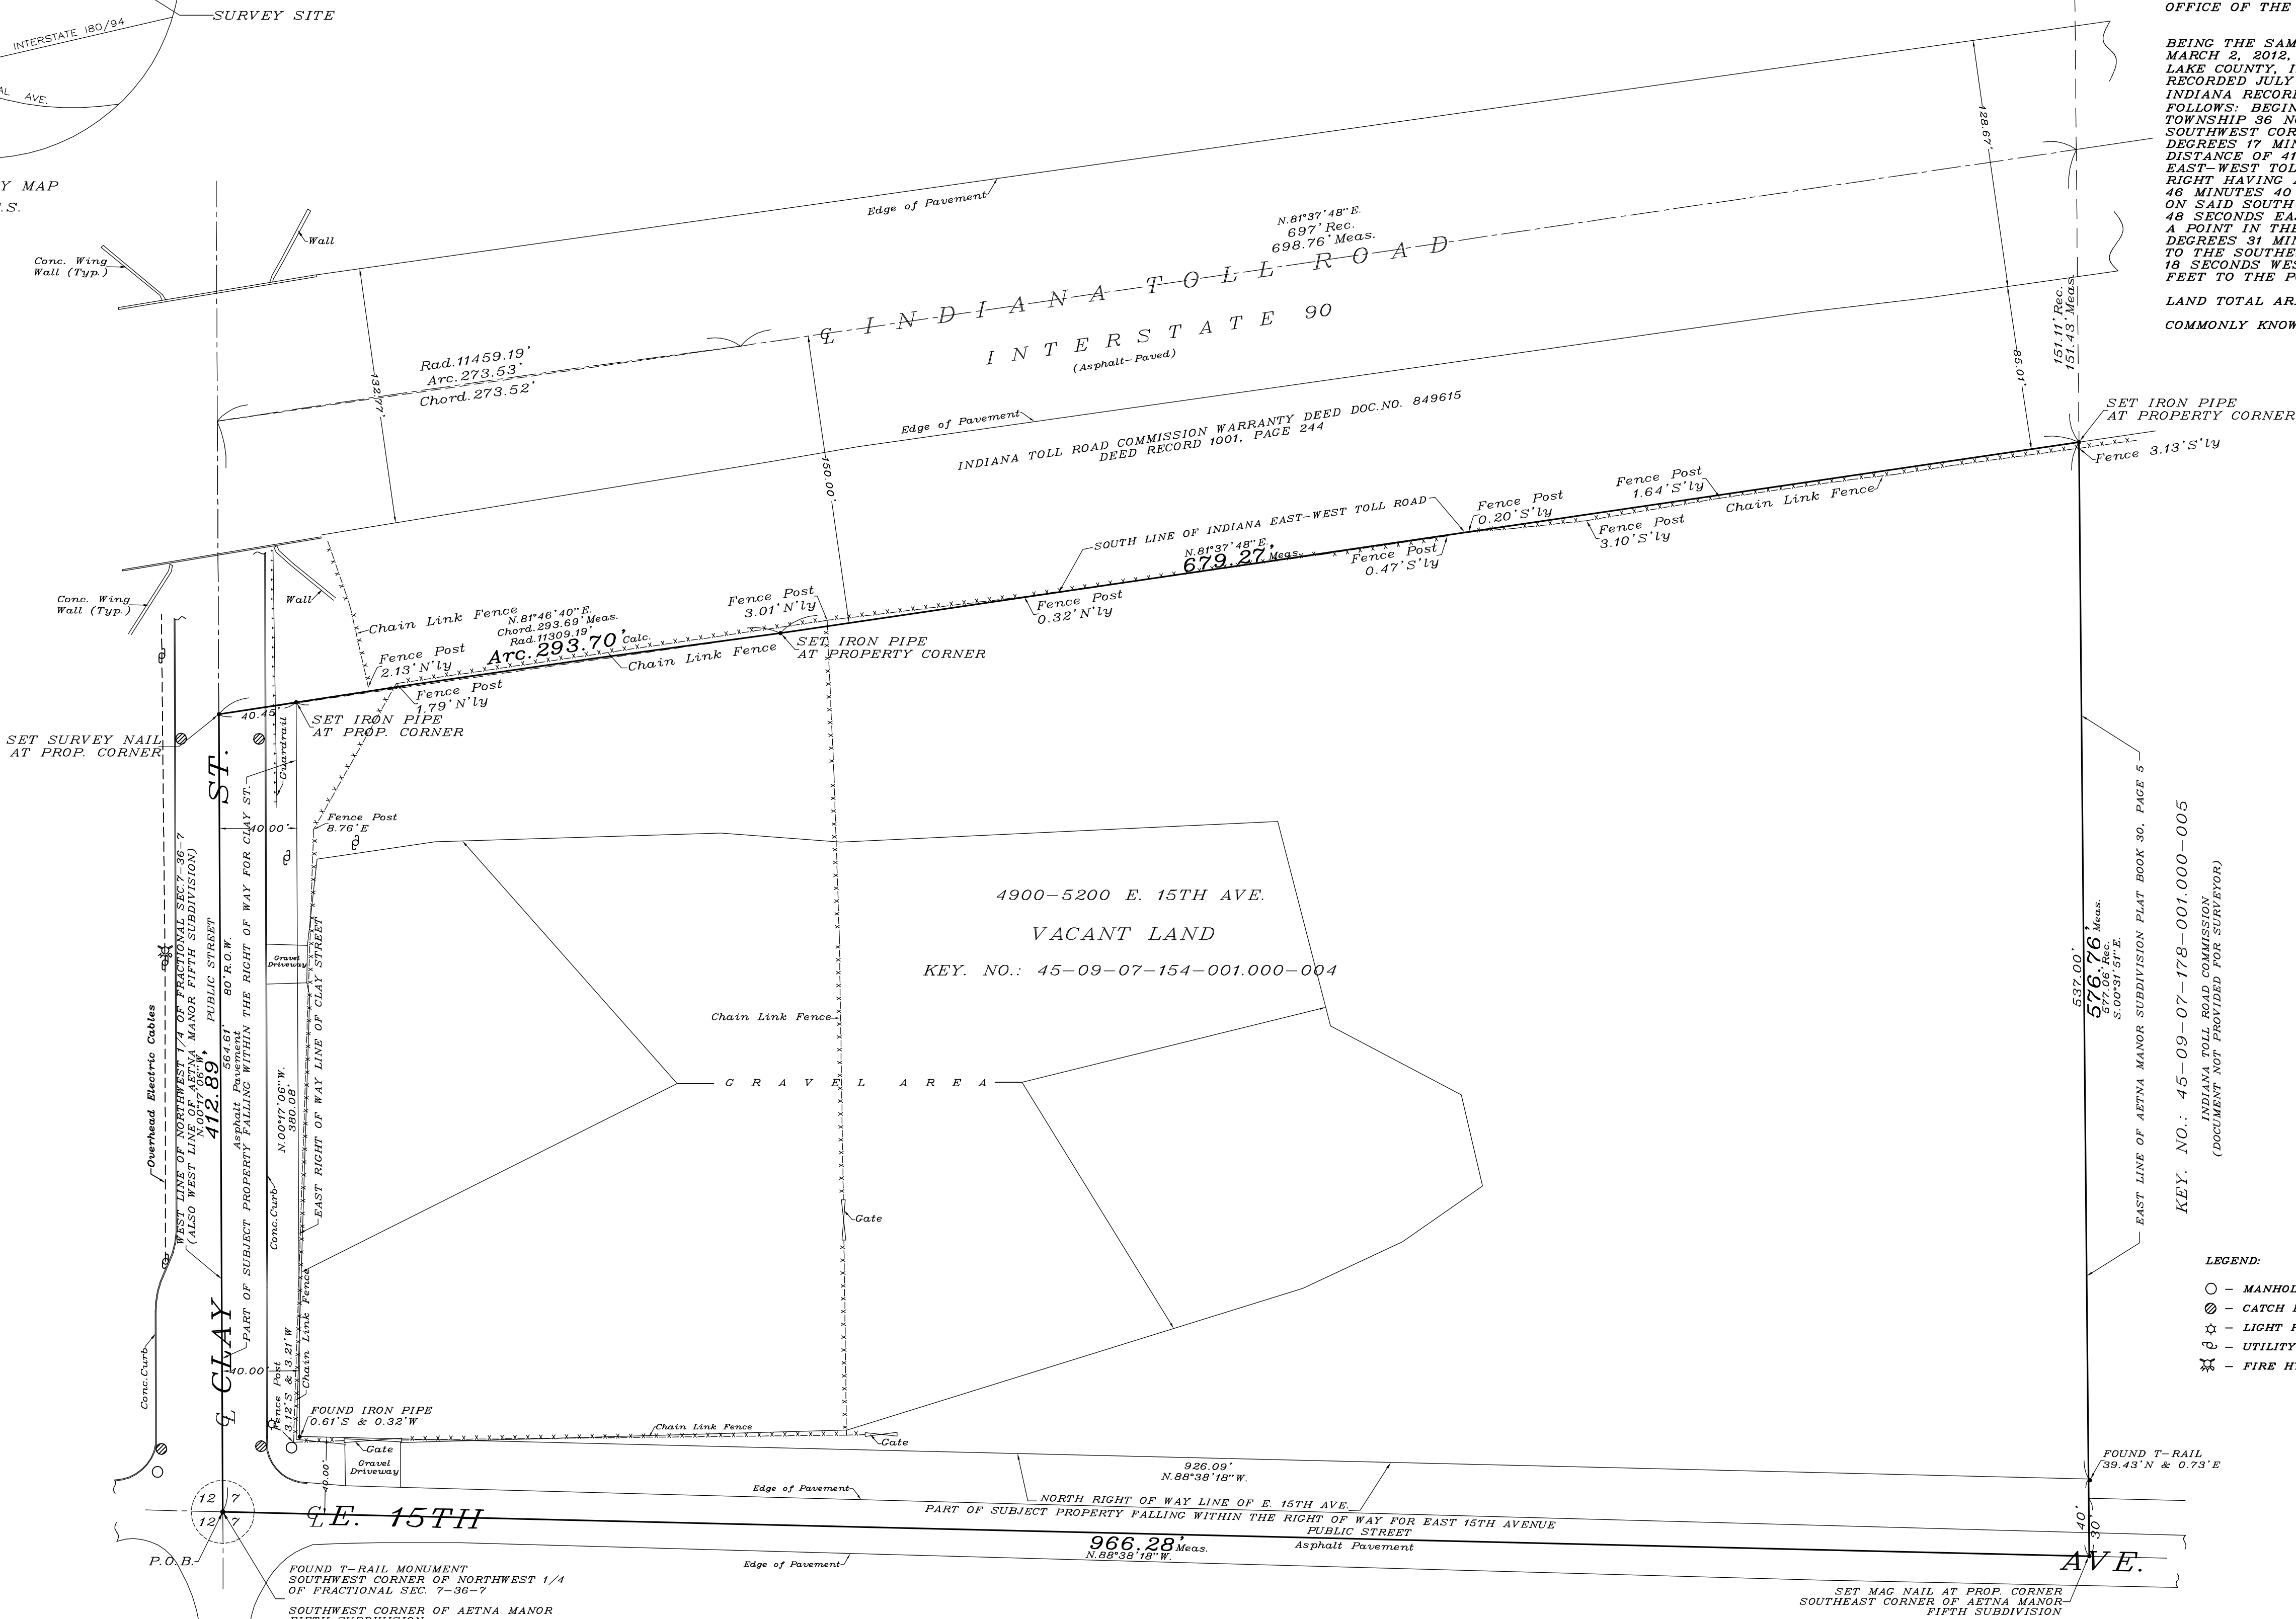 SURVEY SITE
INTERSTATE 180/94
AVE.
Y MAP
.S.
OFFICE OF THE
BEING THE SAM
MARCH 2, 2012,
LAKE COUNTY, I
RECORDED JULY
INDIANA RECOR
FOLLOWS: BEGIN
TOWNSHIP 36 N
SOUTHWEST COR
DEGREES 17 MIN
DISTANCE OF 41
EAST-WEST TOL
RIGHT HAVING
46 MINUTES 40
ON SAID SOUTH
48 SECONDS EA
A POINT IN THE
DEGREES 31 MIN
TO THE SOUTHE
18 SECONDS WES
FEET TO THE P
LAND TOTAL AR
COMMONLY KNOW
Wall
Conc. Wing
Wall (Typ.)
Edge of Pavement
N.81°37'48"E.
697' Rec.
698.76' Meas.
128.67'
℄ INDIANA TOLL ROAD
INTERSTATE 90
(Asphalt-Paved)
Rad.11459.19'
Arc.273.53'
Chord.273.52'
132.77'
150.00'
Edge of Pavement
INDIANA TOLL ROAD COMMISSION WARRANTY DEED DOC.NO. 849615
DEED RECORD 1001, PAGE 244
151.11' Rec.
151.43' Meas.
85.01'
SET IRON PIPE
AT PROPERTY CORNER
Fence 3.13'S'ly
Fence Post
1.64'S'ly
Chain Link Fence
Fence Post
0.20'S'ly
Fence Post
3.10'S'ly
SOUTH LINE OF INDIANA EAST-WEST TOLL ROAD
N.81°37'48"E.
679.27' Meas.
Fence Post
0.47'S'ly
Fence Post
0.32'N'ly
Fence Post
3.01'N'ly
SET IRON PIPE
AT PROPERTY CORNER
Conc. Wing
Wall (Typ.)
Wall
Chain Link Fence
N.81°46'40"E.
Chord.293.69' Meas.
Rad.11309.19'
Arc.293.70' Calc.
Chain Link Fence
Fence Post
2.13'N'ly
Fence Post
1.79'N'ly
40.45'
SET IRON PIPE
AT PROP. CORNER
SET SURVEY NAIL
AT PROP. CORNER
Guardrail
40.00'
Fence Post
8.76'E
4900-5200 E. 15TH AVE.
VACANT LAND
KEY. NO.: 45-09-07-154-001.000-004
Chain Link Fence
GRAVEL AREA
Gate
Gravel
Driveway
Overhead Electric Cables
WEST LINE OF NORTHWEST 1/4 OF FRACTIONAL SEC.7-36-7
(ALSO WEST LINE OF AETNA MANOR FIFTH SUBDIVISION)
N.00°17'06"W.
412.89'
PUBLIC STREET
564.61'
80'R.O.W.
Asphalt Pavement
PART OF SUBJECT PROPERTY FALLING WITHIN THE RIGHT OF WAY FOR CLAY ST.
N.00°17'06"W.
380.08'
EAST RIGHT OF WAY LINE OF CLAY STREET
Conc.Curb
Chain Link Fence
℄ CLAY ST.
Conc.Curb
40.00'
Fence Post
3.12'S & 3.21'W
FOUND IRON PIPE
0.61'S & 0.32'W
Chain Link Fence
Gate
Gate
Gravel
Driveway
40.00'
537.00'
576.76' Meas.
577.06' Rec.
S.00°31'51"E.
EAST LINE OF AETNA MANOR SUBDIVISION PLAT BOOK 30, PAGE 5
KEY. NO.: 45-09-07-178-001.000-005
INDIANA TOLL ROAD COMMISSION
(DOCUMENT NOT PROVIDED FOR SURVEYOR)
LEGEND:
- MANHOL
- CATCH
- LIGHT
- UTILITY
- FIRE H
FOUND T-RAIL
39.43'N & 0.73'E
926.09'
N.88°38'18"W.
Edge of Pavement
NORTH RIGHT OF WAY LINE OF E. 15TH AVE.
PART OF SUBJECT PROPERTY FALLING WITHIN THE RIGHT OF WAY FOR EAST 15TH AVENUE
PUBLIC STREET
966.28' Meas.
Asphalt Pavement
N.88°38'18"W.
Edge of Pavement
℄ E. 15TH AVE.
40'
30'
12 7
12 7
P.O.B.
FOUND T-RAIL MONUMENT
SOUTHWEST CORNER OF NORTHWEST 1/4
OF FRACTIONAL SEC. 7-36-7
SOUTHWEST CORNER OF AETNA MANOR
FIFTH SUBDIVISION
SET MAG NAIL AT PROP. CORNER
SOUTHEAST CORNER OF AETNA MANOR
FIFTH SUBDIVISION